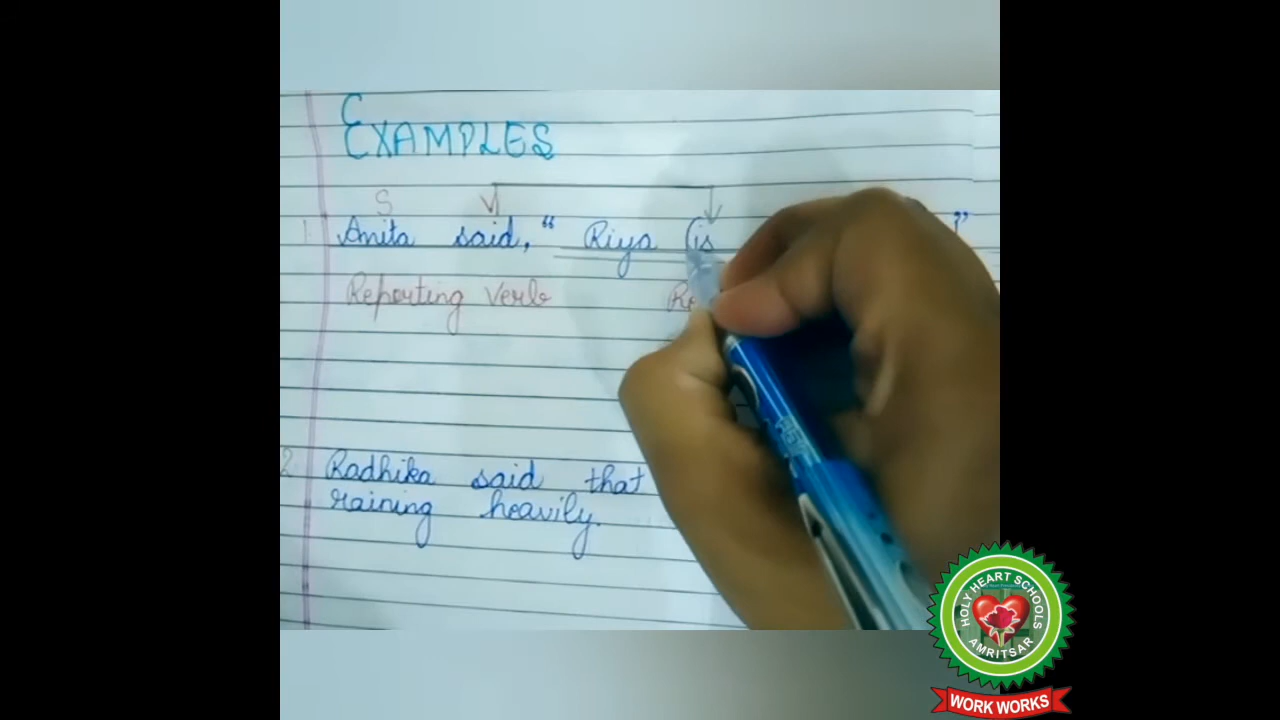 C
EXAMPLES
S V
1. Anita said, “ Riya is ”
Reporting Verb Re
2. Radhika said that
raining heavily.
HOLY HEART SCHOOLS
AMRITSAR
WORK WORKS